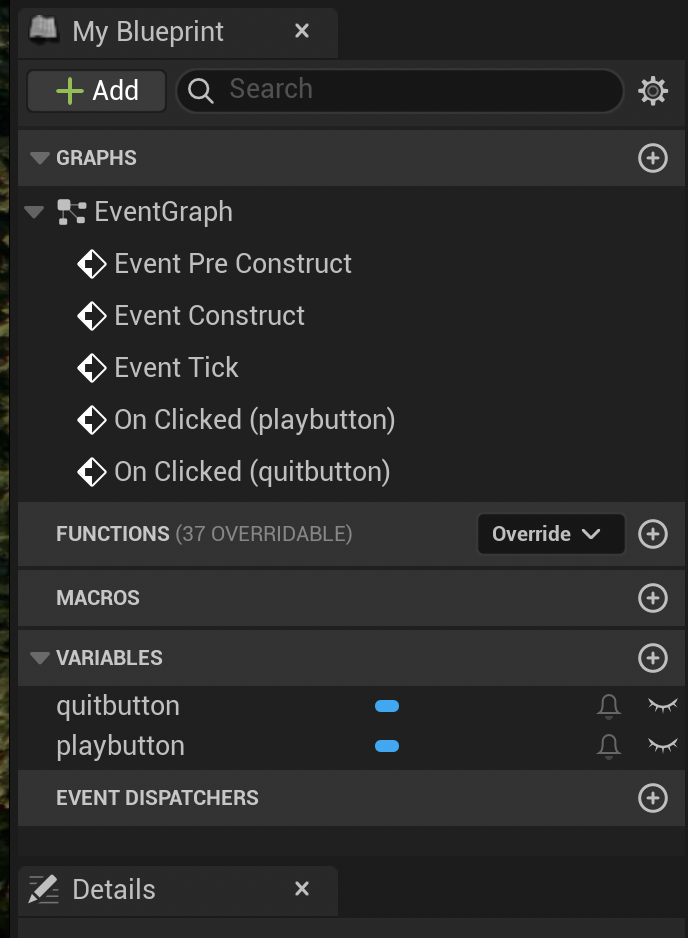 My Blueprint
Add
Search
GRAPHS
EventGraph
Event Pre Construct
Event Construct
Event Tick
On Clicked (playbutton)
On Clicked (quitbutton)
FUNCTIONS (37 OVERRIDABLE) Override
MACROS
VARIABLES
quitbutton
playbutton
EVENT DISPATCHERS
Details